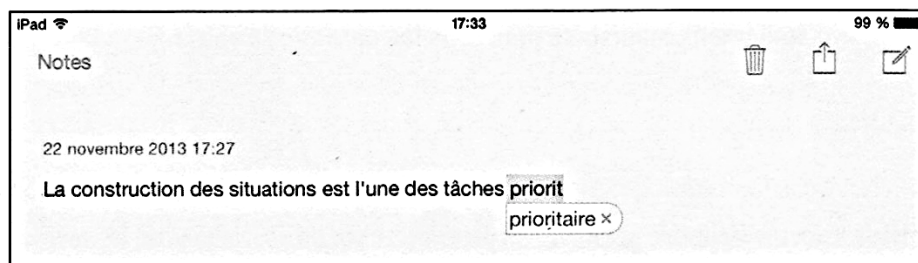 iPad 17:33 99 %
Notes
22 novembre 2013 17:27
La construction des situations est l'une des tâches priorit
prioritaire ×